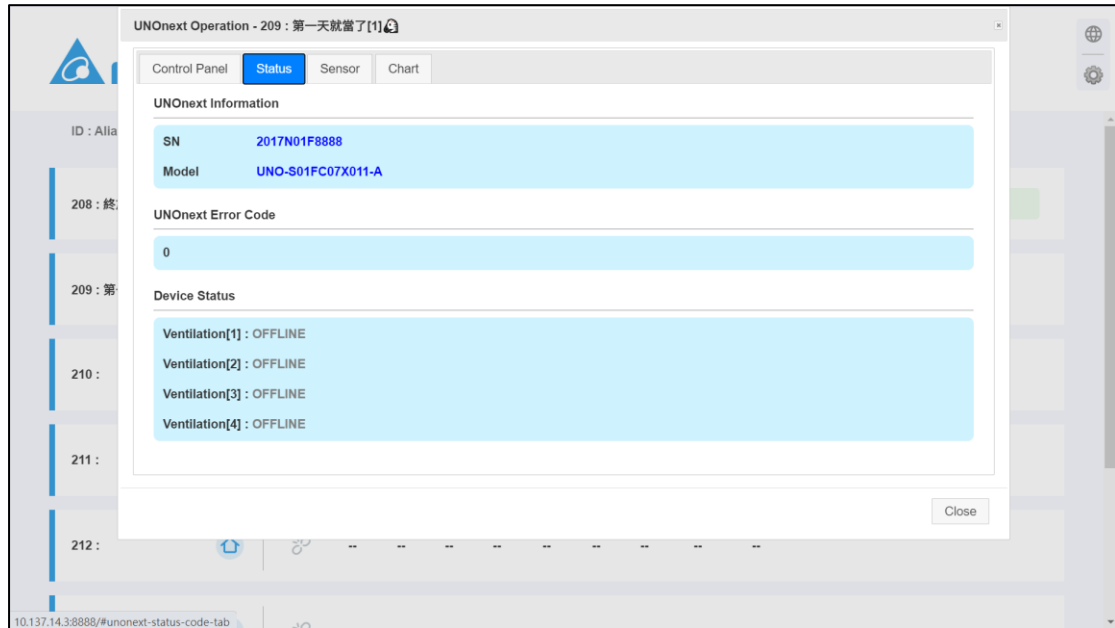 UNOnext Operation - 209 : 第一天就當了[1]
Control Panel Status Sensor Chart
UNOnext Information
SN 2017N01F8888
Model UNO-S01FC07X011-A
UNOnext Error Code
0
Device Status
Ventilation[1] : OFFLINE
Ventilation[2] : OFFLINE
Ventilation[3] : OFFLINE
Ventilation[4] : OFFLINE
Close
ID : Alia
208 : 終
209 : 第
210 :
211 :
212 : -- -- -- -- -- -- -- -- --
10.137.14.3:8888/#unonext-status-code-tab